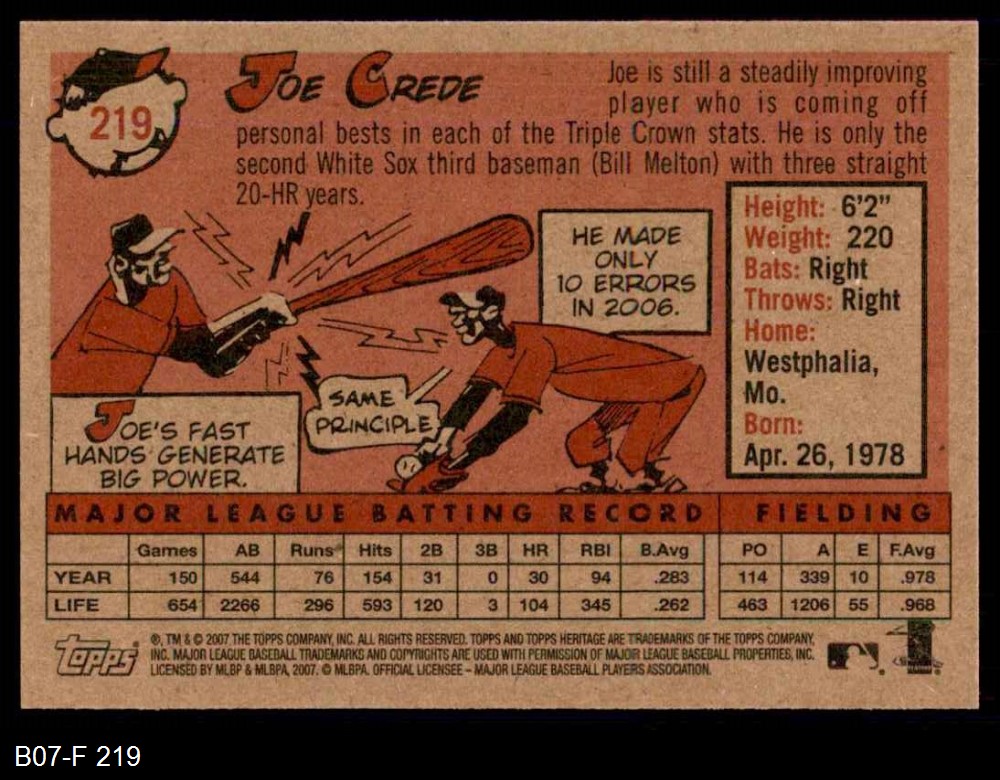 219
JOE CREDE
Joe is still a steadily improving
player who is coming off
personal bests in each of the Triple Crown stats. He is only the
second White Sox third baseman (Bill Melton) with three straight
20-HR years.
HE MADE
ONLY
10 ERRORS
IN 2006.
Height: 6'2"
Weight: 220
Bats: Right
Throws: Right
Home:
Westphalia,
Mo.
Born:
Apr. 26, 1978
SAME
PRINCIPLE
JOE'S FAST
HANDS GENERATE
BIG POWER.
MAJOR LEAGUE BATTING RECORD FIELDING
Games AB Runs Hits 2B 3B HR RBI B.Avg PO A E F.Avg
YEAR 150 544 76 154 31 0 30 94 .283 114 339 10 .978
LIFE 654 2266 296 593 120 3 104 345 .262 463 1206 55 .968
Topps
®, TM & © 2007 THE TOPPS COMPANY, INC. ALL RIGHTS RESERVED. TOPPS AND TOPPS HERITAGE ARE TRADEMARKS OF THE TOPPS COMPANY,
INC. MAJOR LEAGUE BASEBALL TRADEMARKS AND COPYRIGHTS ARE USED WITH PERMISSION OF MAJOR LEAGUE BASEBALL PROPERTIES, INC.
LICENSED BY MLBP & MLBPA, 2007. © MLBPA. OFFICIAL LICENSEE – MAJOR LEAGUE BASEBALL PLAYERS ASSOCIATION.
B07-F 219